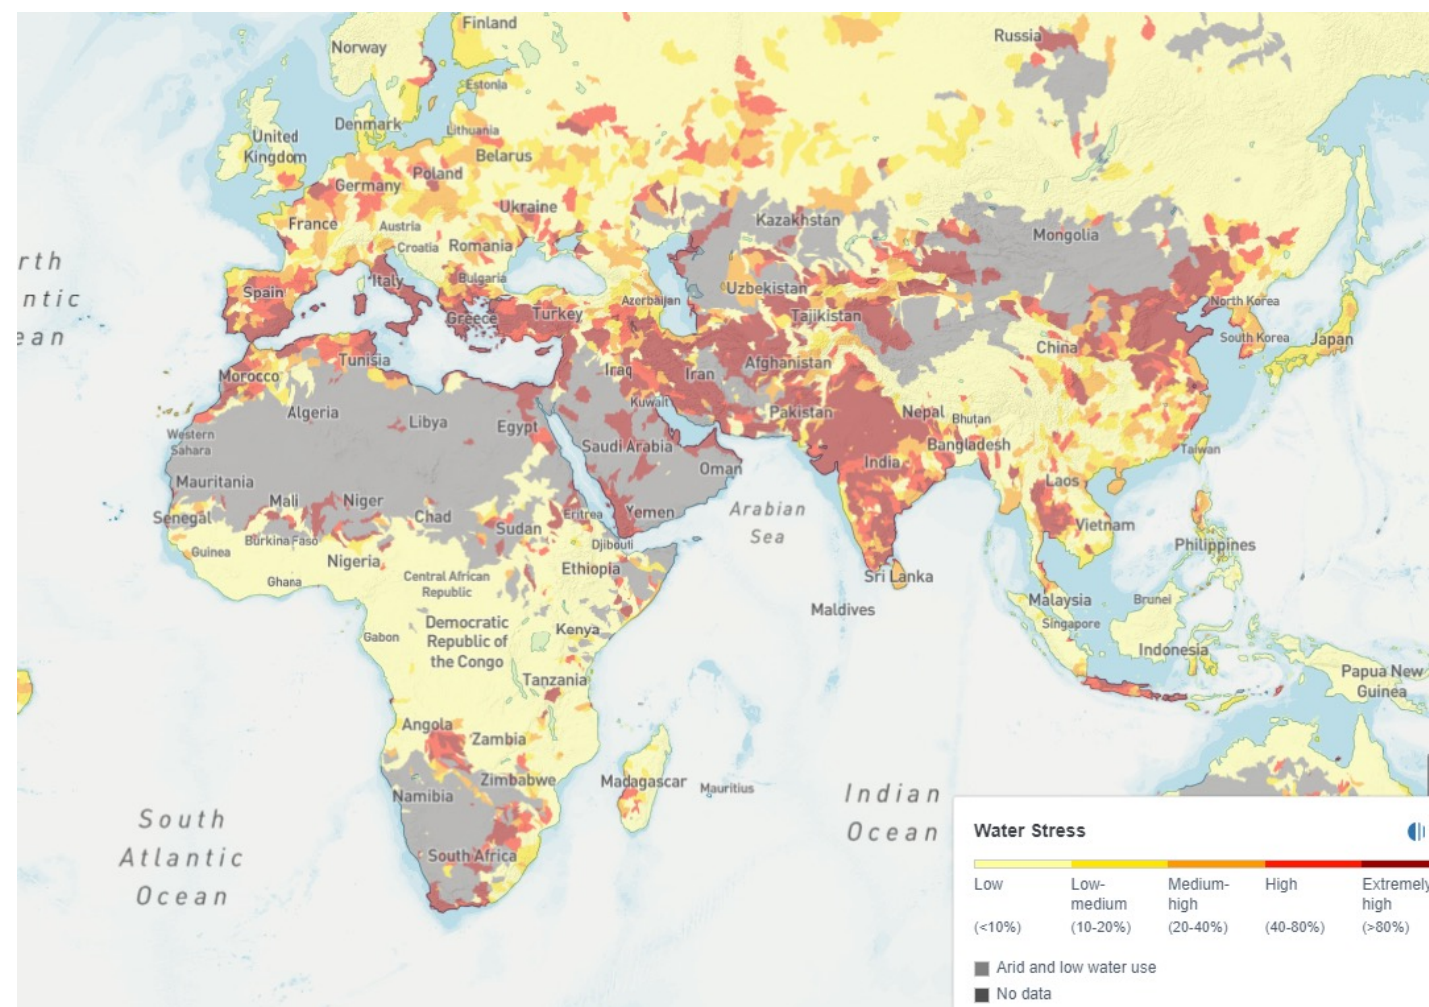 Finland
Norway
Russia
Estonia
Denmark
Lithuania
United
Kingdom
Belarus
Poland
Germany
Ukraine
France
Austria
Kazakhstan
Mongolia
Croatia
Romania
rth
ntic
ean
Italy
Bulgaria
Spain
Uzbekistan
Azerbaijan
North Korea
Greece
Turkey
Tajikistan
South Korea
Japan
China
Tunisia
Afghanistan
Morocco
Iraq
Iran
Kuwait
Pakistan
Nepal
Bhutan
Algeria
Libya
Egypt
Western
Sahara
Saudi Arabia
Bangladesh
Taiwan
India
Oman
Mauritania
Laos
Mali
Niger
Senegal
Chad
Sudan
Eritrea
Yemen
Arabian
Sea
Vietnam
Burkina Faso
Guinea
Djibouti
Philippines
Nigeria
Ethiopia
Ghana
Central African
Republic
Sri Lanka
Maldives
Malaysia
Brunei
Singapore
Gabon
Democratic
Republic of
the Congo
Kenya
Indonesia
Tanzania
Papua New
Guinea
Angola
Zambia
Zimbabwe
Madagascar
Mauritius
Namibia
Indian
Ocean
South
Atlantic
Ocean
South Africa
Water Stress
Low
Low-
medium
Medium-
high
High
Extremely
high
(<10%)
(10-20%)
(20-40%)
(40-80%)
(>80%)
Arid and low water use
No data